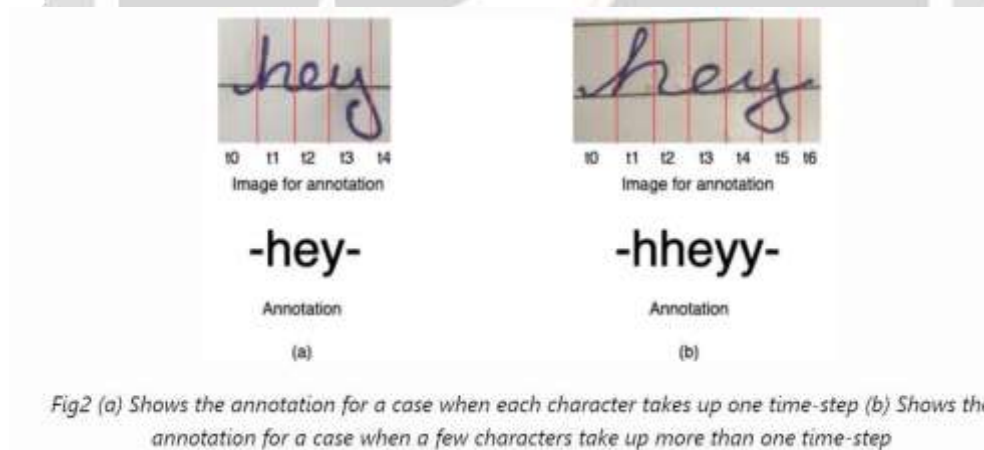 hey hey
t0 t1 t2 t3 t4 t0 t1 t2 t3 t4 t5 t6
Image for annotation Image for annotation
-hey- -hheyy-
Annotation Annotation
(a) (b)
Fig2 (a) Shows the annotation for a case when each character takes up one time-step (b) Shows the
annotation for a case when a few characters take up more than one time-step